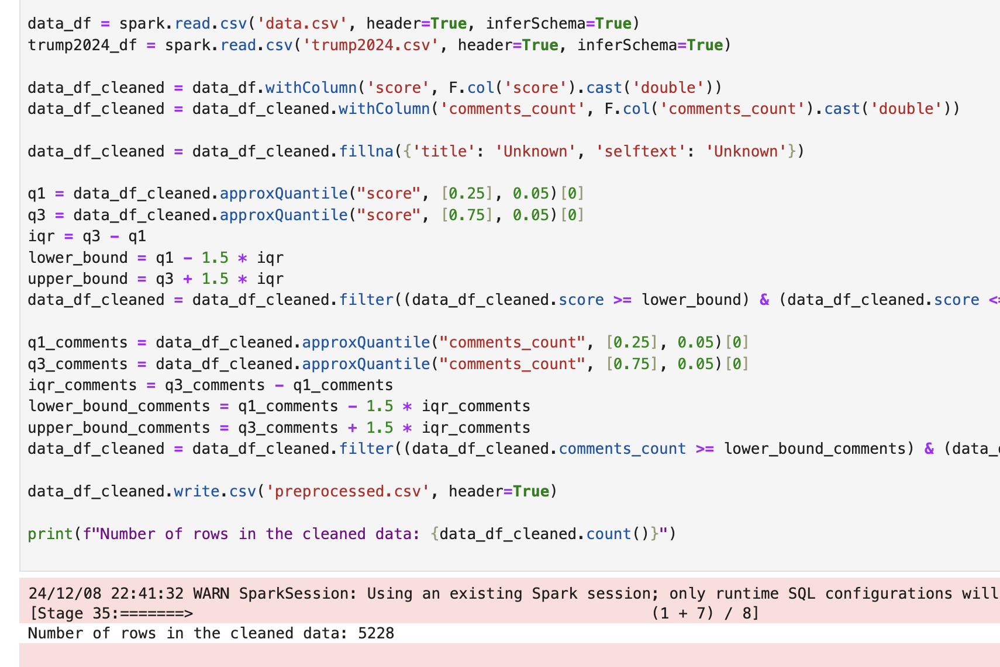 data_df = spark.read.csv('data.csv', header=True, inferSchema=True)
trump2024_df = spark.read.csv('trump2024.csv', header=True, inferSchema=True)
data_df_cleaned = data_df.withColumn('score', F.col('score').cast('double'))
data_df_cleaned = data_df_cleaned.withColumn('comments_count', F.col('comments_count').cast('double'))
data_df_cleaned = data_df_cleaned.fillna({'title': 'Unknown', 'selftext': 'Unknown'})
q1 = data_df_cleaned.approxQuantile("score", [0.25], 0.05)[0]
q3 = data_df_cleaned.approxQuantile("score", [0.75], 0.05)[0]
iqr = q3 - q1
lower_bound = q1 - 1.5 * iqr
upper_bound = q3 + 1.5 * iqr
data_df_cleaned = data_df_cleaned.filter((data_df_cleaned.score >= lower_bound) & (data_df_cleaned.score <=
q1_comments = data_df_cleaned.approxQuantile("comments_count", [0.25], 0.05)[0]
q3_comments = data_df_cleaned.approxQuantile("comments_count", [0.75], 0.05)[0]
iqr_comments = q3_comments - q1_comments
lower_bound_comments = q1_comments - 1.5 * iqr_comments
upper_bound_comments = q3_comments + 1.5 * iqr_comments
data_df_cleaned = data_df_cleaned.filter((data_df_cleaned.comments_count >= lower_bound_comments) & (data_
data_df_cleaned.write.csv('preprocessed.csv', header=True)
print(f"Number of rows in the cleaned data: {data_df_cleaned.count()}")
24/12/08 22:41:32 WARN SparkSession: Using an existing Spark session; only runtime SQL configurations will
[Stage 35:=======> (1 + 7) / 8]
Number of rows in the cleaned data: 5228